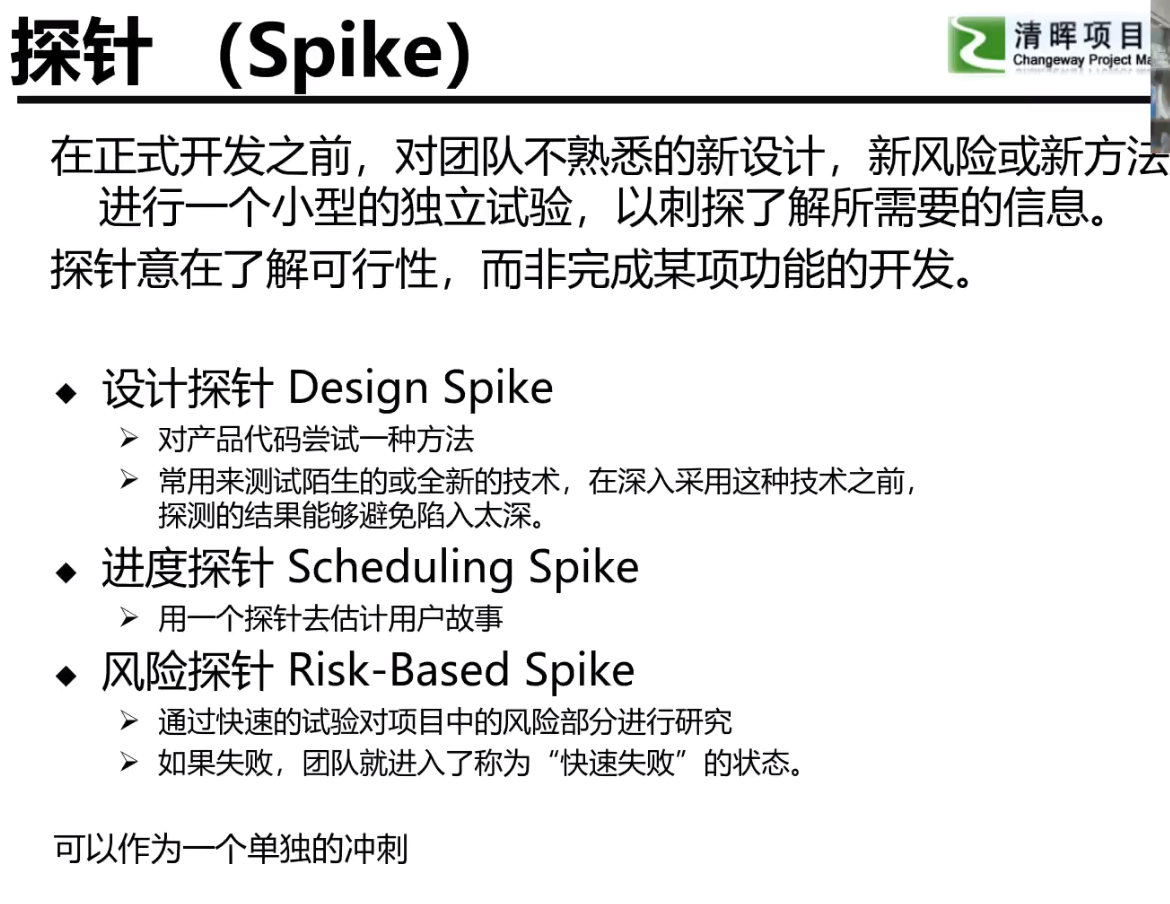 探针 （Spike）
清晖项目
Changeway Project Ma
在正式开发之前，对团队不熟悉的新设计，新风险或新方法
进行一个小型的独立试验，以刺探了解所需要的信息。
探针意在了解可行性，而非完成某项功能的开发。
◆ 设计探针 Design Spike
➢ 对产品代码尝试一种方法
➢ 常用来测试陌生的或全新的技术，在深入采用这种技术之前，
探测的结果能够避免陷入太深。
◆ 进度探针 Scheduling Spike
➢ 用一个探针去估计用户故事
◆ 风险探针 Risk-Based Spike
➢ 通过快速的试验对项目中的风险部分进行研究
➢ 如果失败，团队就进入了称为“快速失败”的状态。
可以作为一个单独的冲刺